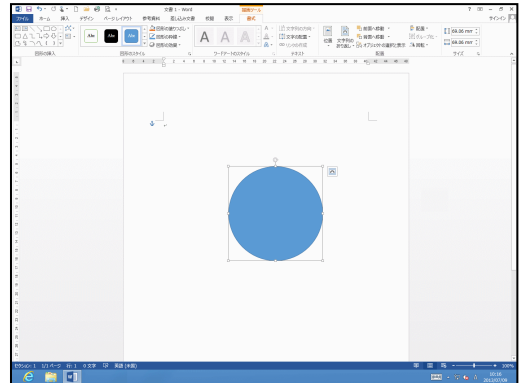 文書 1 - Word
描画ツール
サインイン
ファイル ホーム 挿入 デザイン ページレイアウト 参考資料 差し込み文書 校閲 表示 書式
図形の塗りつぶし
図形の枠線
図形の効果
Abc Abc Abc
A A A
文字列の方向
文字の配置
リンクの作成
位置 文字列の折り返し
前面へ移動
背面へ移動
オブジェクトの選択と表示
配置
グループ化
回転
69.06 mm
69.06 mm
図形の挿入 図形のスタイル ワードアートのスタイル テキスト 配置 サイズ
セクション: 1 1/1 ページ 行: 1 0 文字 英語 (米国)
100%
10:10